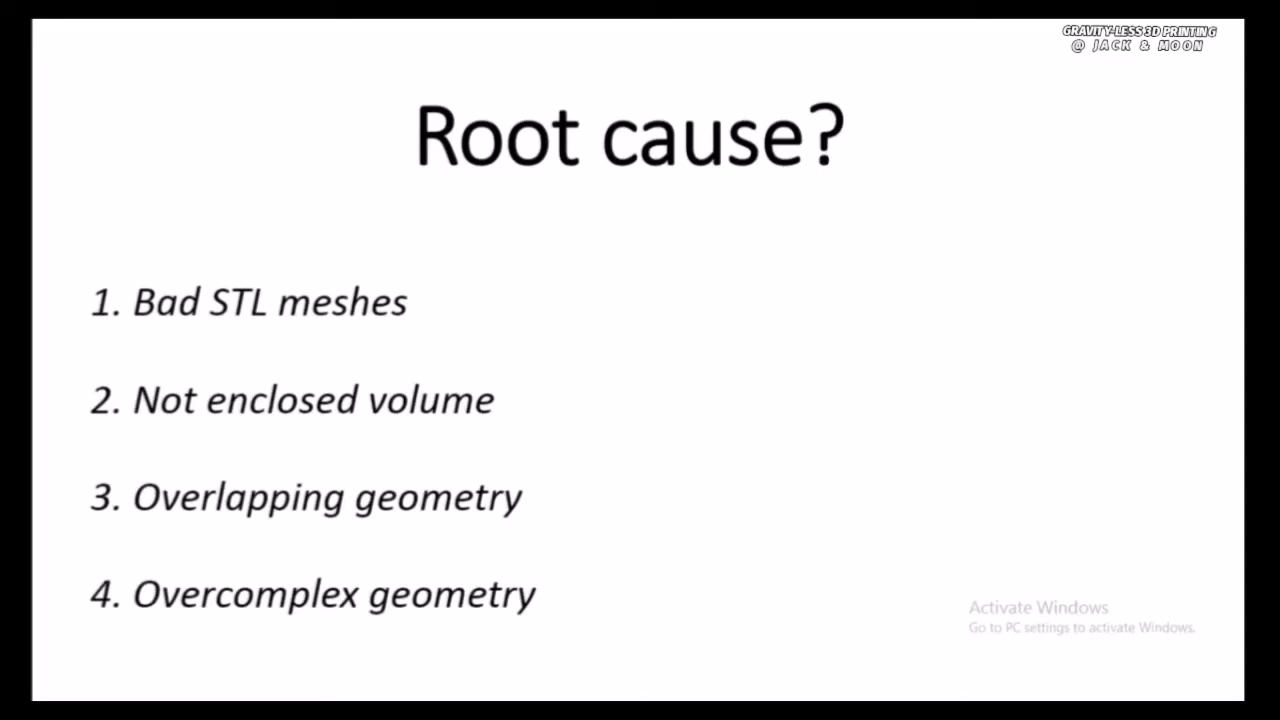 GRAVITY-LESS 3D PRINTING
@ JACK & MOON
Root cause?
1. Bad STL meshes
2. Not enclosed volume
3. Overlapping geometry
4. Overcomplex geometry
Activate Windows
Go to PC settings to activate Windows.